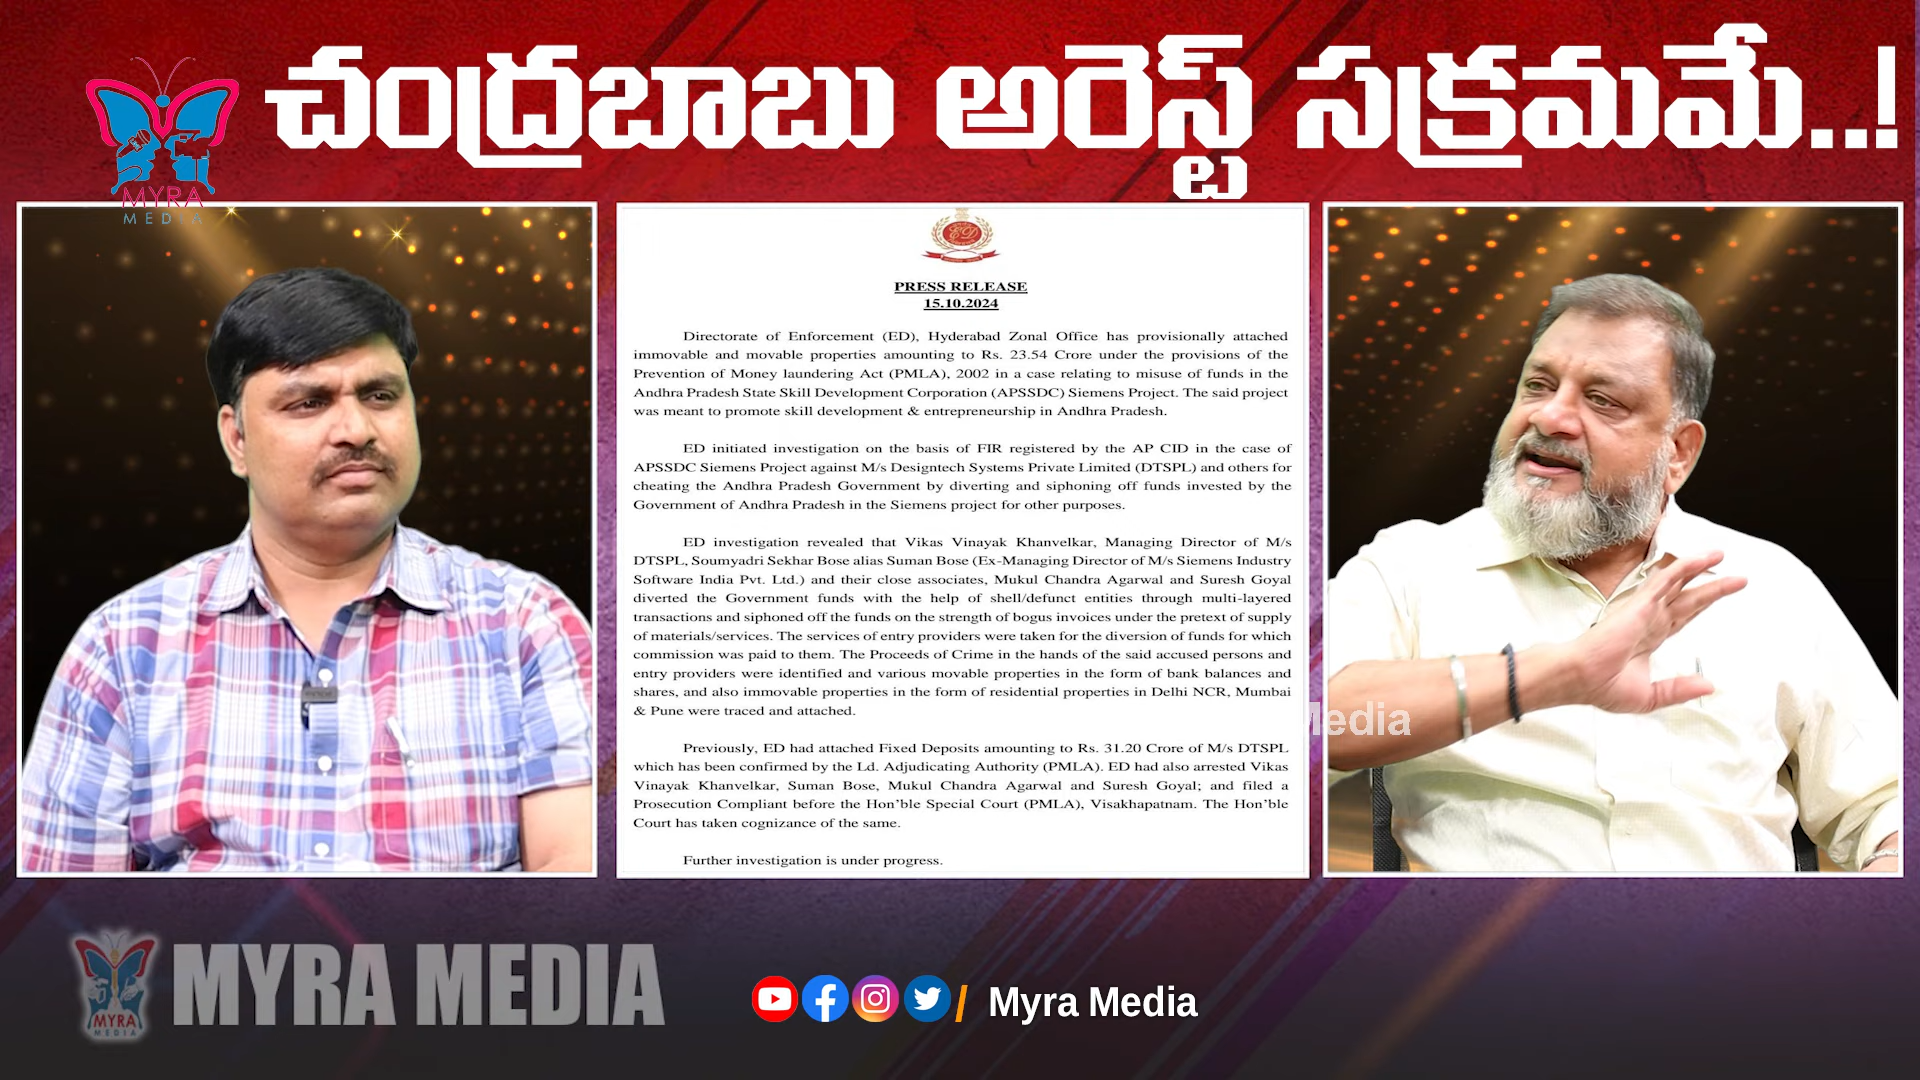 చంద్రబాబు అరెస్ట్ సక్రమమే..!
MYRA
MEDIA
PRESS RELEASE
15.10.2024
Directorate of Enforcement (ED), Hyderabad Zonal Office has provisionally attached
immovable and movable properties amounting to Rs. 23.54 Crore under the provisions of the
Prevention of Money laundering Act (PMLA), 2002 in a case relating to misuse of funds in the
Andhra Pradesh State Skill Development Corporation (APSSDC) Siemens Project. The said project
was meant to promote skill development & entrepreneurship in Andhra Pradesh.
ED initiated investigation on the basis of FIR registered by the AP CID in the case of
APSSDC Siemens Project against M/s Designtech Systems Private Limited (DTSPL) and others for
cheating the Andhra Pradesh Government by diverting and siphoning off funds invested by the
Government of Andhra Pradesh in the Siemens project for other purposes.
ED investigation revealed that Vikas Vinayak Khanvelkar, Managing Director of M/s
DTSPL, Soumyadri Sekhar Bose alias Suman Bose (Ex-Managing Director of M/s Siemens Industry
Software India Pvt. Ltd.) and their close associates, Mukul Chandra Agarwal and Suresh Goyal
diverted the Government funds with the help of shell/defunct entities through multi-layered
transactions and siphoned off the funds on the strength of bogus invoices under the pretext of supply
of materials/services. The services of entry providers were taken for the diversion of funds for which
commission was paid to them. The Proceeds of Crime in the hands of the said accused persons and
entry providers were identified and various movable properties in the form of bank balances and
shares, and also immovable properties in the form of residential properties in Delhi NCR, Mumbai
& Pune were traced and attached.
Previously, ED had attached Fixed Deposits amounting to Rs. 31.20 Crore of M/s DTSPL
which has been confirmed by the Ld. Adjudicating Authority (PMLA). ED had also arrested Vikas
Vinayak Khanvelkar, Suman Bose, Mukul Chandra Agarwal and Suresh Goyal; and filed a
Prosecution Compliant before the Hon'ble Special Court (PMLA), Visakhapatnam. The Hon'ble
Court has taken cognizance of the same.
Further investigation is under progress.
Media
MYRA
MEDIA
MYRA MEDIA
/ Myra Media